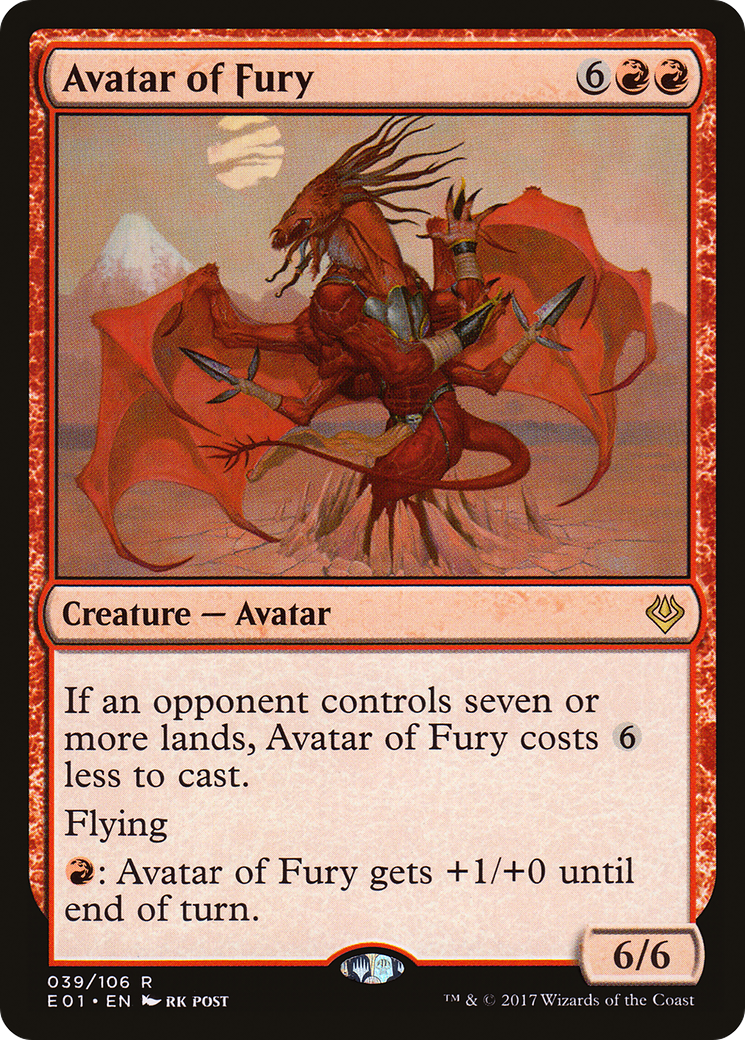 Avatar of Fury 6
Creature — Avatar
If an opponent controls seven or
more lands, Avatar of Fury costs 6
less to cast.
Flying
: Avatar of Fury gets +1/+0 until
end of turn.
6/6
039/106 R
E01 • EN RK POST
™ & © 2017 Wizards of the Coast